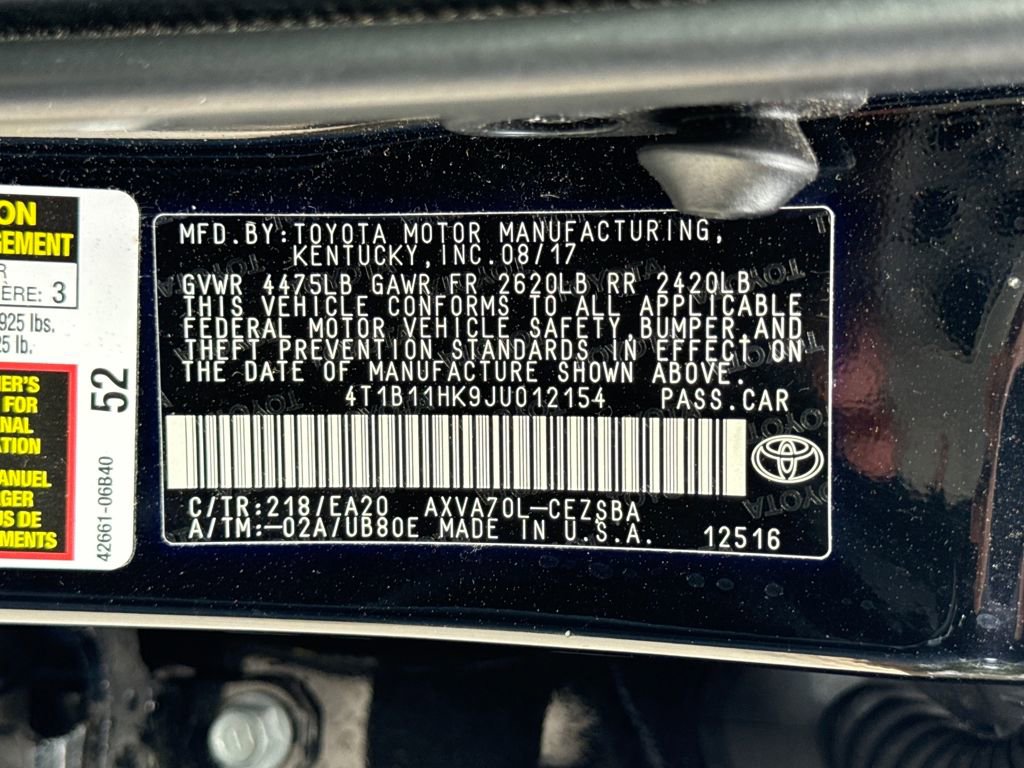 ON
GEMENT
R
ÈRE: 3
925 lbs.
25 lb.
ER'S
FOR
NAL
ATION
ANUEL
GER
US DE
EMENTS
52
42661-06B40
MFD.BY:TOYOTA MOTOR MANUFACTURING,
KENTUCKY,INC.08/17
GVWR 4475LB GAWR FR 2620LB RR 2420LB
THIS VEHICLE CONFORMS TO ALL APPLICABLE
FEDERAL MOTOR VEHICLE SAFETY,BUMPER,AND
THEFT PREVENTION STANDARDS IN EFFECT ON
THE DATE OF MANUFACTURE SHOWN ABOVE.
4T1B11HK9JU012154 PASS.CAR
C/TR:218/EA20 AXVA70L-CEZSBA
A/TM:-02A/UB80E MADE IN U.S.A. 12516